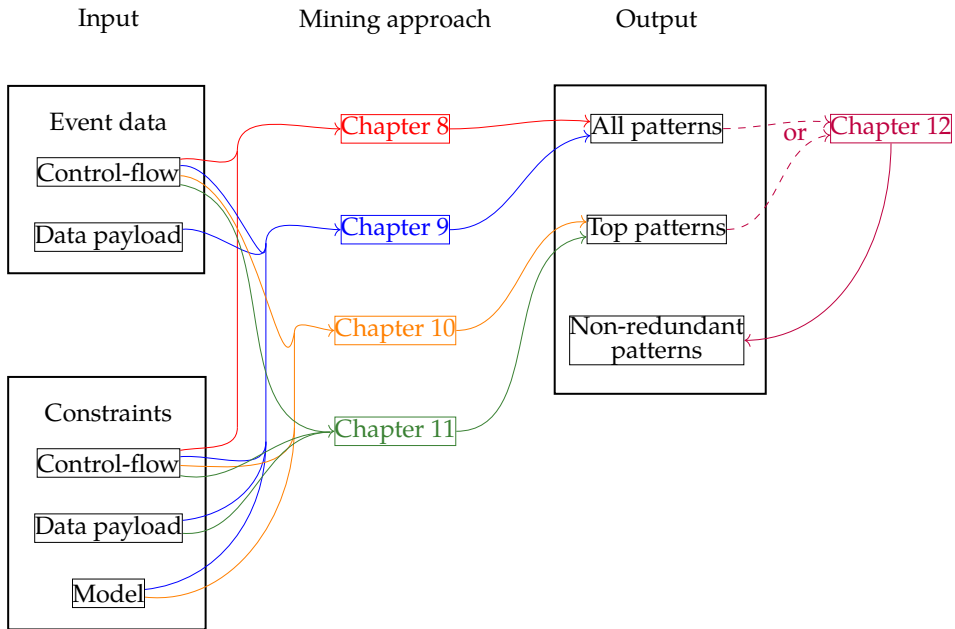 Input
Mining approach
Output
Event data
Control-flow
Data payload
Constraints
Control-flow
Data payload
Model
Chapter 8
Chapter 9
Chapter 10
Chapter 11
All patterns
Top patterns
Non-redundant
patterns
or
Chapter 12